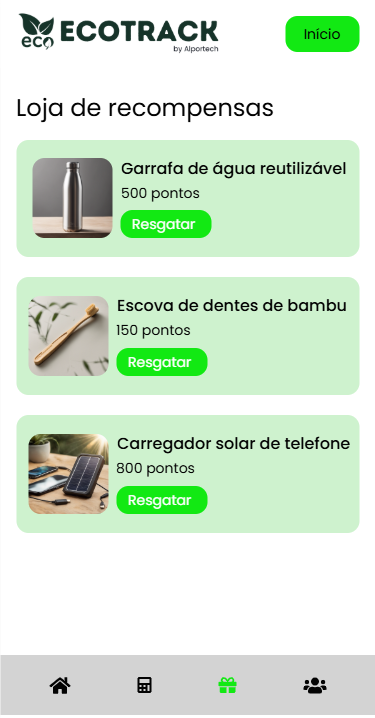 eco
ECOTRACK
by Alportech
Início
Loja de recompensas
Garrafa de água reutilizável
500 pontos
Resgatar
Escova de dentes de bambu
150 pontos
Resgatar
Carregador solar de telefone
800 pontos
Resgatar